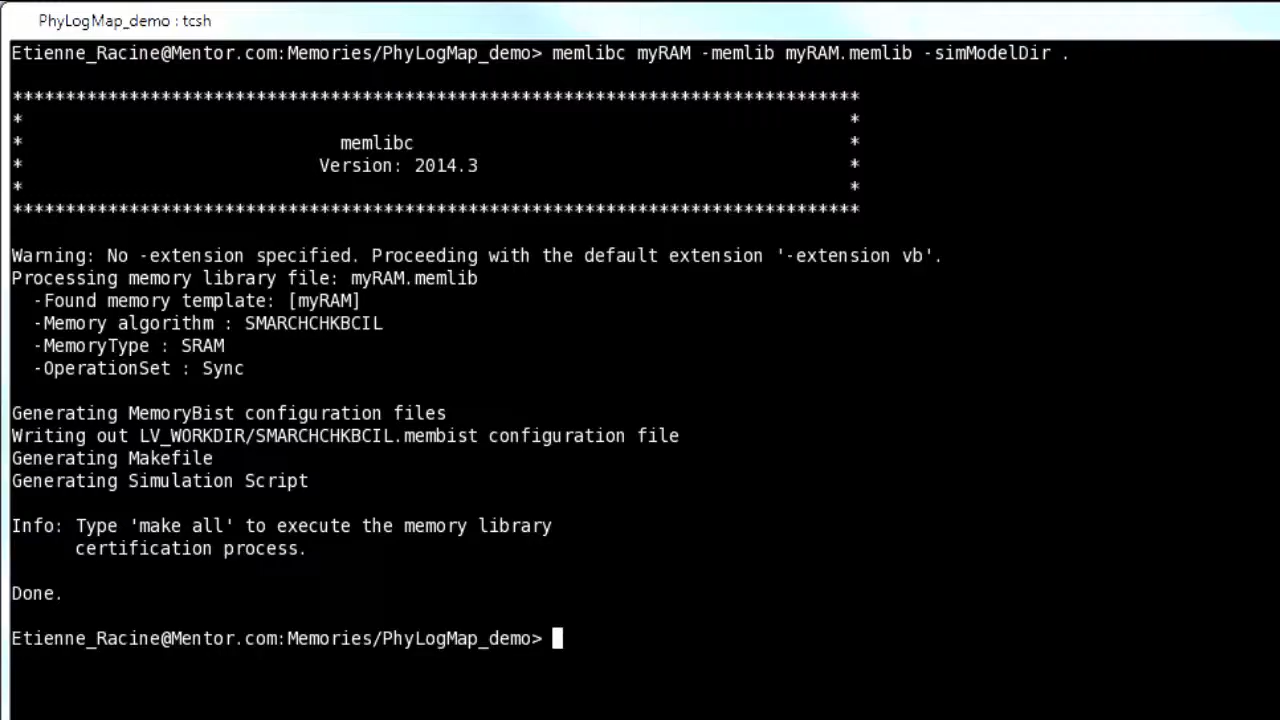 PhyLogMap_demo : tcsh
Etienne_Racine@Mentor.com:Memories/PhyLogMap_demo> memlibc myRAM -memlib myRAM.memlib -simModelDir .
********************************************************************************
* *
* memlibc *
* Version: 2014.3 *
* *
********************************************************************************
Warning: No -extension specified. Proceeding with the default extension '-extension vb'.
Processing memory library file: myRAM.memlib
-Found memory template: [myRAM]
-Memory algorithm : SMARCHCHKBCIL
-MemoryType : SRAM
-OperationSet : Sync
Generating MemoryBist configuration files
Writing out LV_WORKDIR/SMARCHCHKBCIL.membist configuration file
Generating Makefile
Generating Simulation Script
Info: Type 'make all' to execute the memory library
certification process.
Done.
Etienne_Racine@Mentor.com:Memories/PhyLogMap_demo>